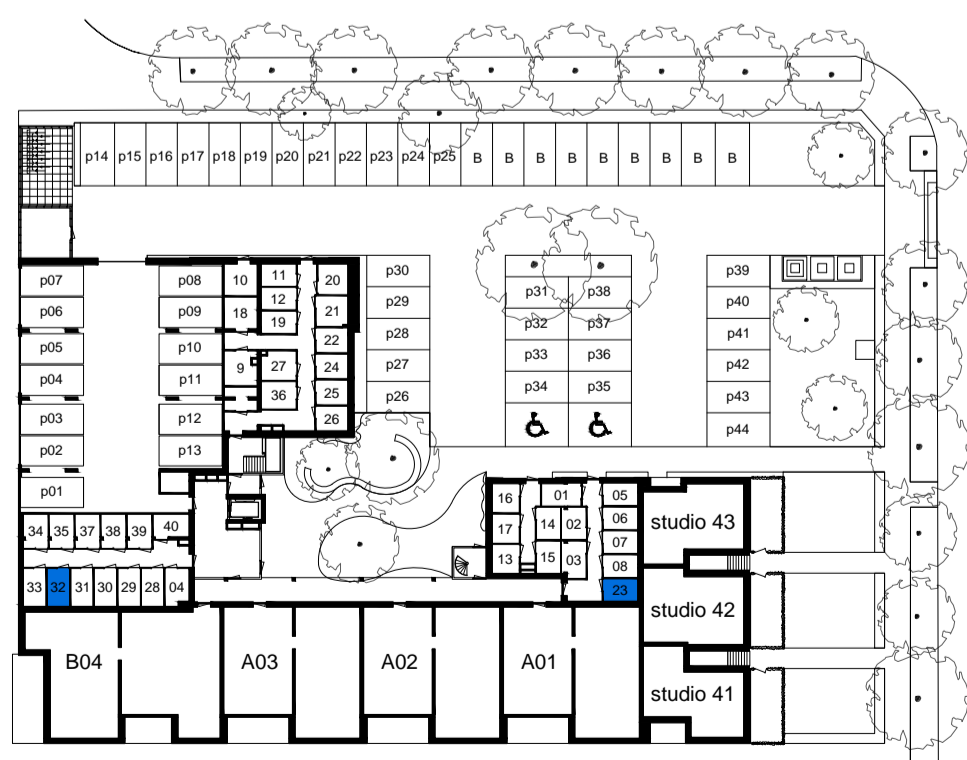 p14 p15 p16 p17 p18 p19 p20 p21 p22 p23 p24 p25 B B B B B B B B B
p07 p08 10 11 20 p30 p31 p38 p39
p06 p09 18 12 21 p29 p32 p37 p40
19
p05 p10 22 p28 p33 p36 p41
p04 p11 9 27 24 p27 p34 p35 p42
36 25 p26 p43
p03 p12 26 p44
p02 p13
p01
16 01 05
34 35 37 38 39 40 17 14 02 06 studio 43
07
13 15 03 08
33 32 31 30 29 28 04 23
studio 42
B04 A03 A02 A01
studio 41